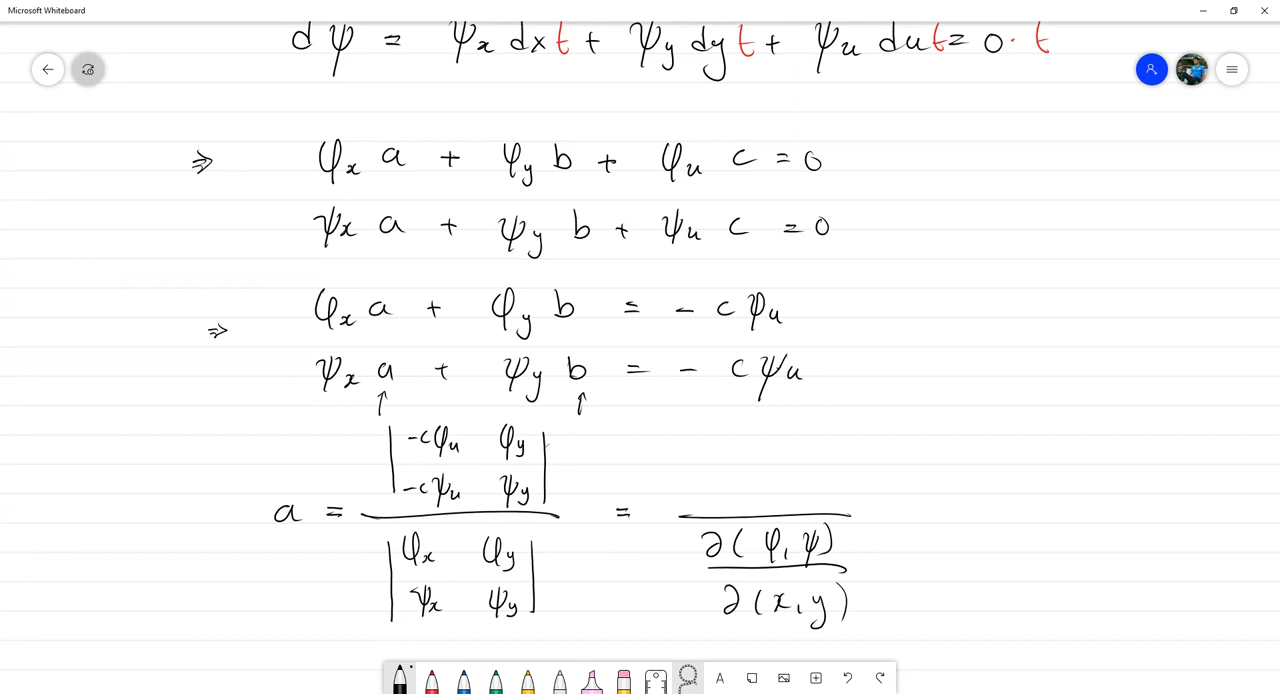 Microsoft Whiteboard
dψ = ψx dx t + ψy dy t + ψu du t = 0 · t
⇒ φx a + φy b + φu c = 0
ψx a + ψy b + ψu c = 0
⇒ φx a + φy b = - c φu
ψx a + ψy b = - c ψu
↑ ↑
| -cφu φy |
| -cψu ψy |
a = ―――― = ――――
| φx φy | ∂(φ, ψ)
| ψx ψy | ∂(x, y)
A